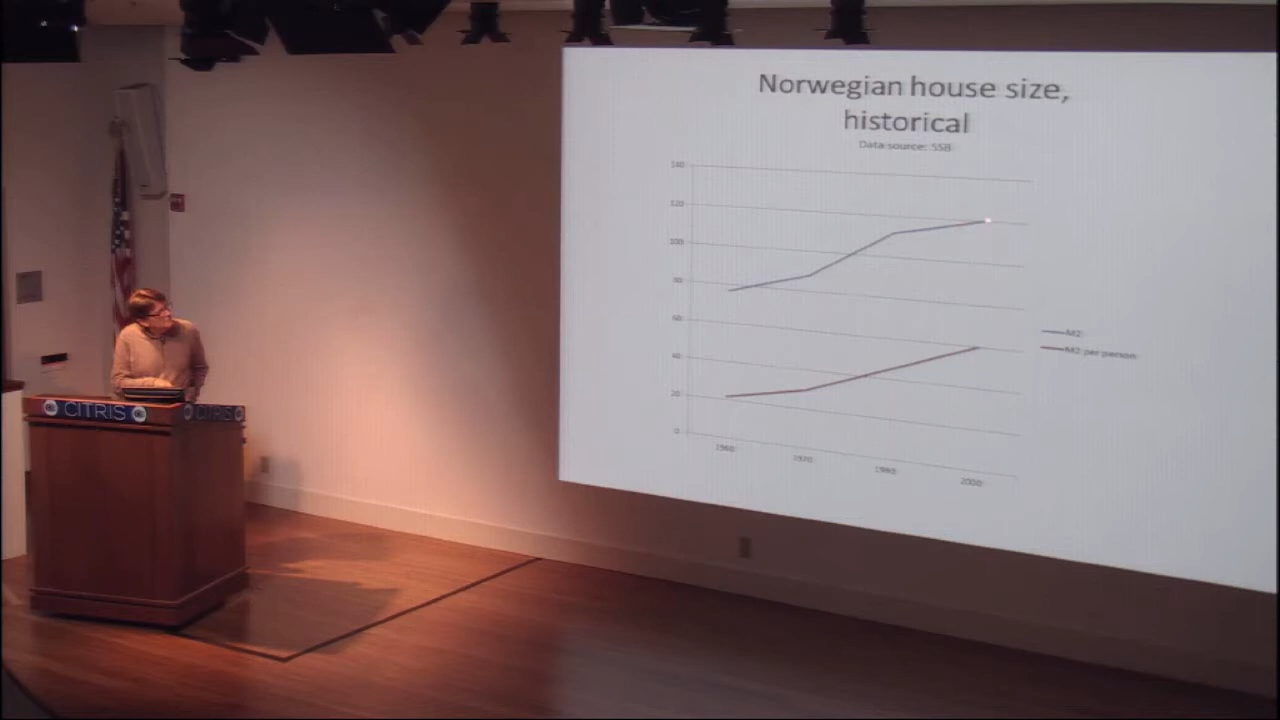 Norwegian house size,
historical
Data source: SSB
140
120
100
80
60
40
20
0
1960
1970
1980
2000
M2
M2 per person
CITRIS
CITRIS